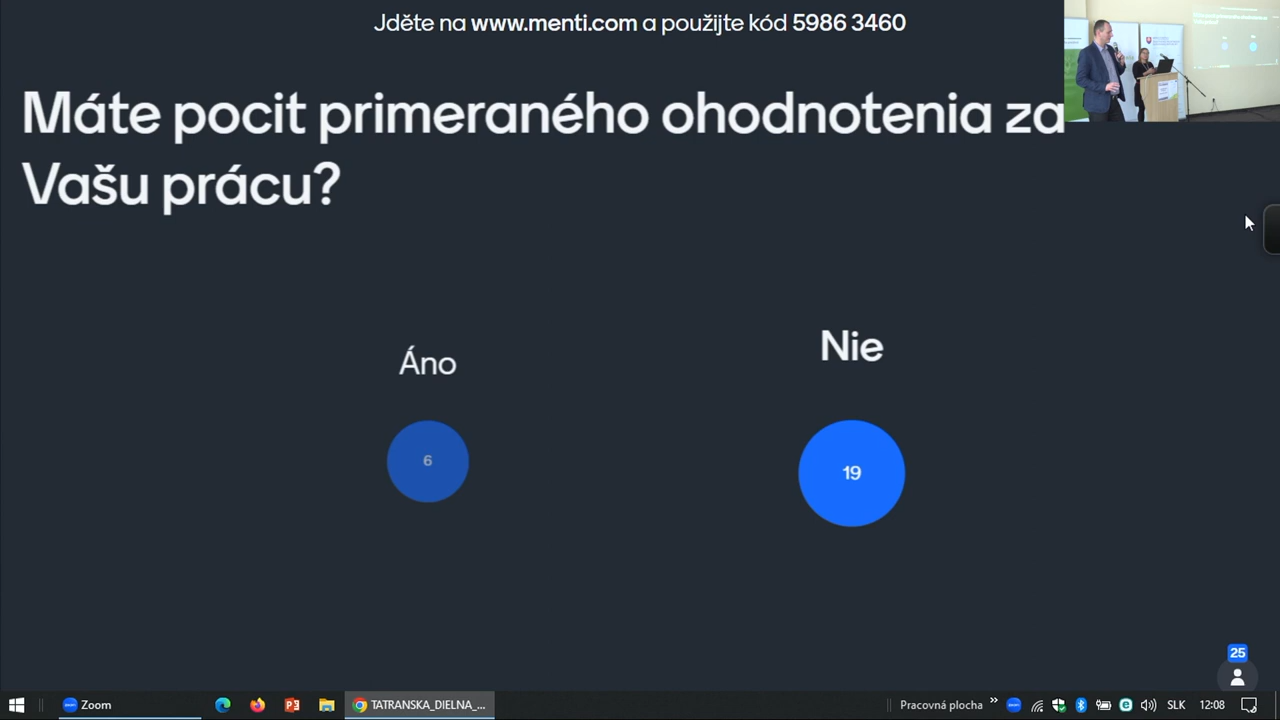 Jděte na www.menti.com a použijte kód 5986 3460
Máte pocit primeraného ohodnotenia za
Vašu prácu?
Áno
Nie
6
19
25
Zoom
TATRANSKA_DIELNA_...
Pracovná plocha
SLK
12:08